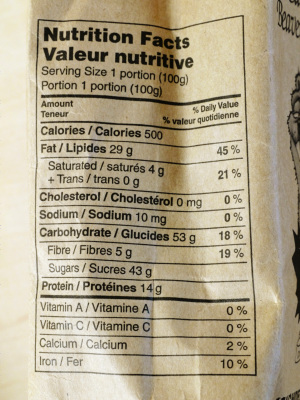 Nutrition Facts
Valeur nutritive
Serving Size 1 portion (100g)
Portion 1 portion (100g)
Amount % Daily Value
Teneur % valeur quotidienne
Calories / Calories 500
Fat / Lipides 29 g 45 %
Saturated / saturés 4 g
+ Trans / trans 0 g 21 %
Cholesterol / Cholestérol 0 mg 0 %
Sodium / Sodium 10 mg 0 %
Carbohydrate / Glucides 53 g 18 %
Fibre / Fibres 5 g 19 %
Sugars / Sucres 43 g
Protein / Protéines 14 g
Vitamin A / Vitamine A 0 %
Vitamin C / Vitamine C 0 %
Calcium / Calcium 2 %
Iron / Fer 10 %